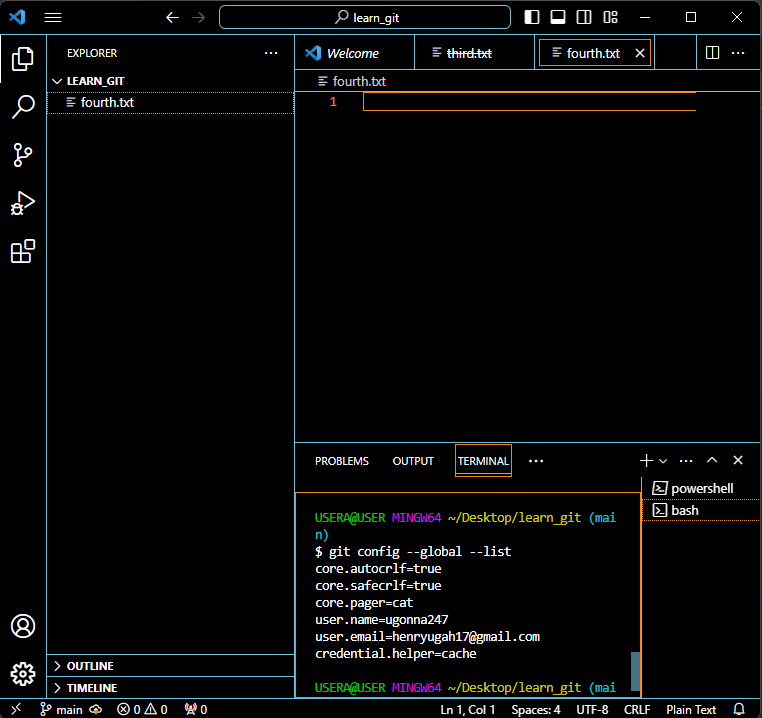 learn_git
EXPLORER
LEARN_GIT
fourth.txt
Welcome
third.txt
fourth.txt
fourth.txt
1
PROBLEMS OUTPUT TERMINAL
powershell
bash
USERA@USER MINGW64 ~/Desktop/learn_git (mai
n)
$ git config --global --list
core.autocrlf=true
core.safecrlf=true
core.pager=cat
user.name=ugonna247
user.email=henryugah17@gmail.com
credential.helper=cache
USERA@USER MINGW64 ~/Desktop/learn_git (mai
OUTLINE
TIMELINE
main 0 0 0 Ln 1, Col 1 Spaces: 4 UTF-8 CRLF Plain Text